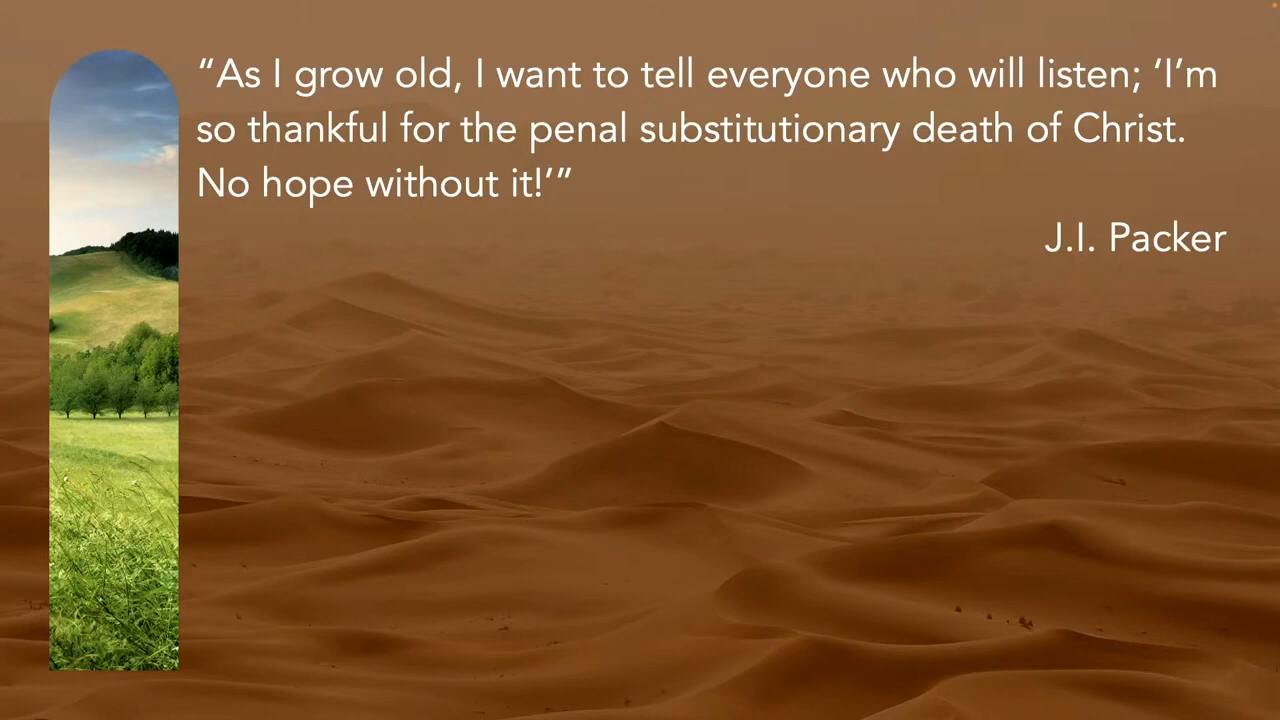 “As I grow old, I want to tell everyone who will listen; ‘I’m
so thankful for the penal substitutionary death of Christ.
No hope without it!’”
J.I. Packer